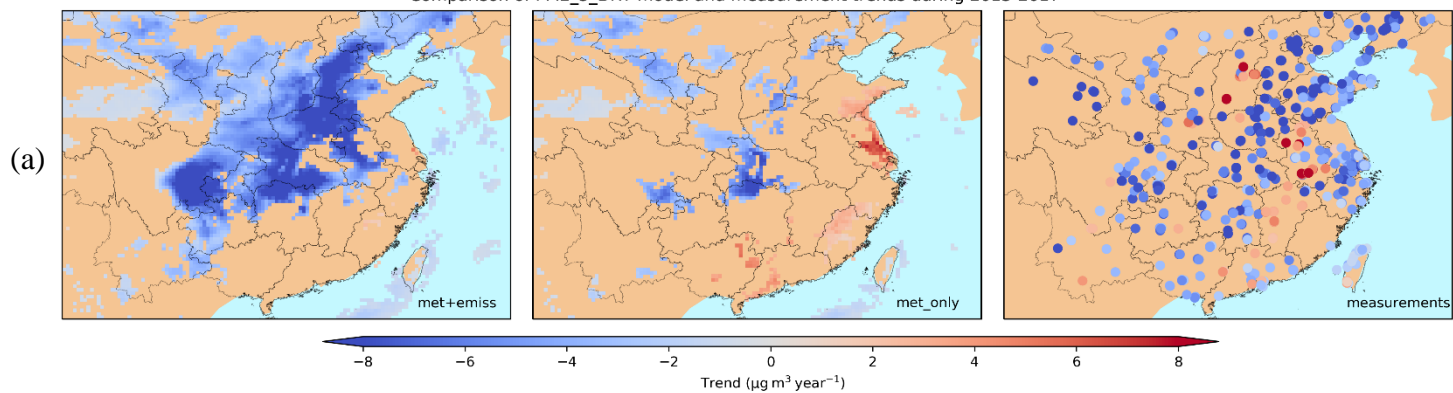 (a)
met+emiss
met_only
measurements
−8 −6 −4 −2 0 2 4 6 8
Trend (μg m³ year⁻¹)